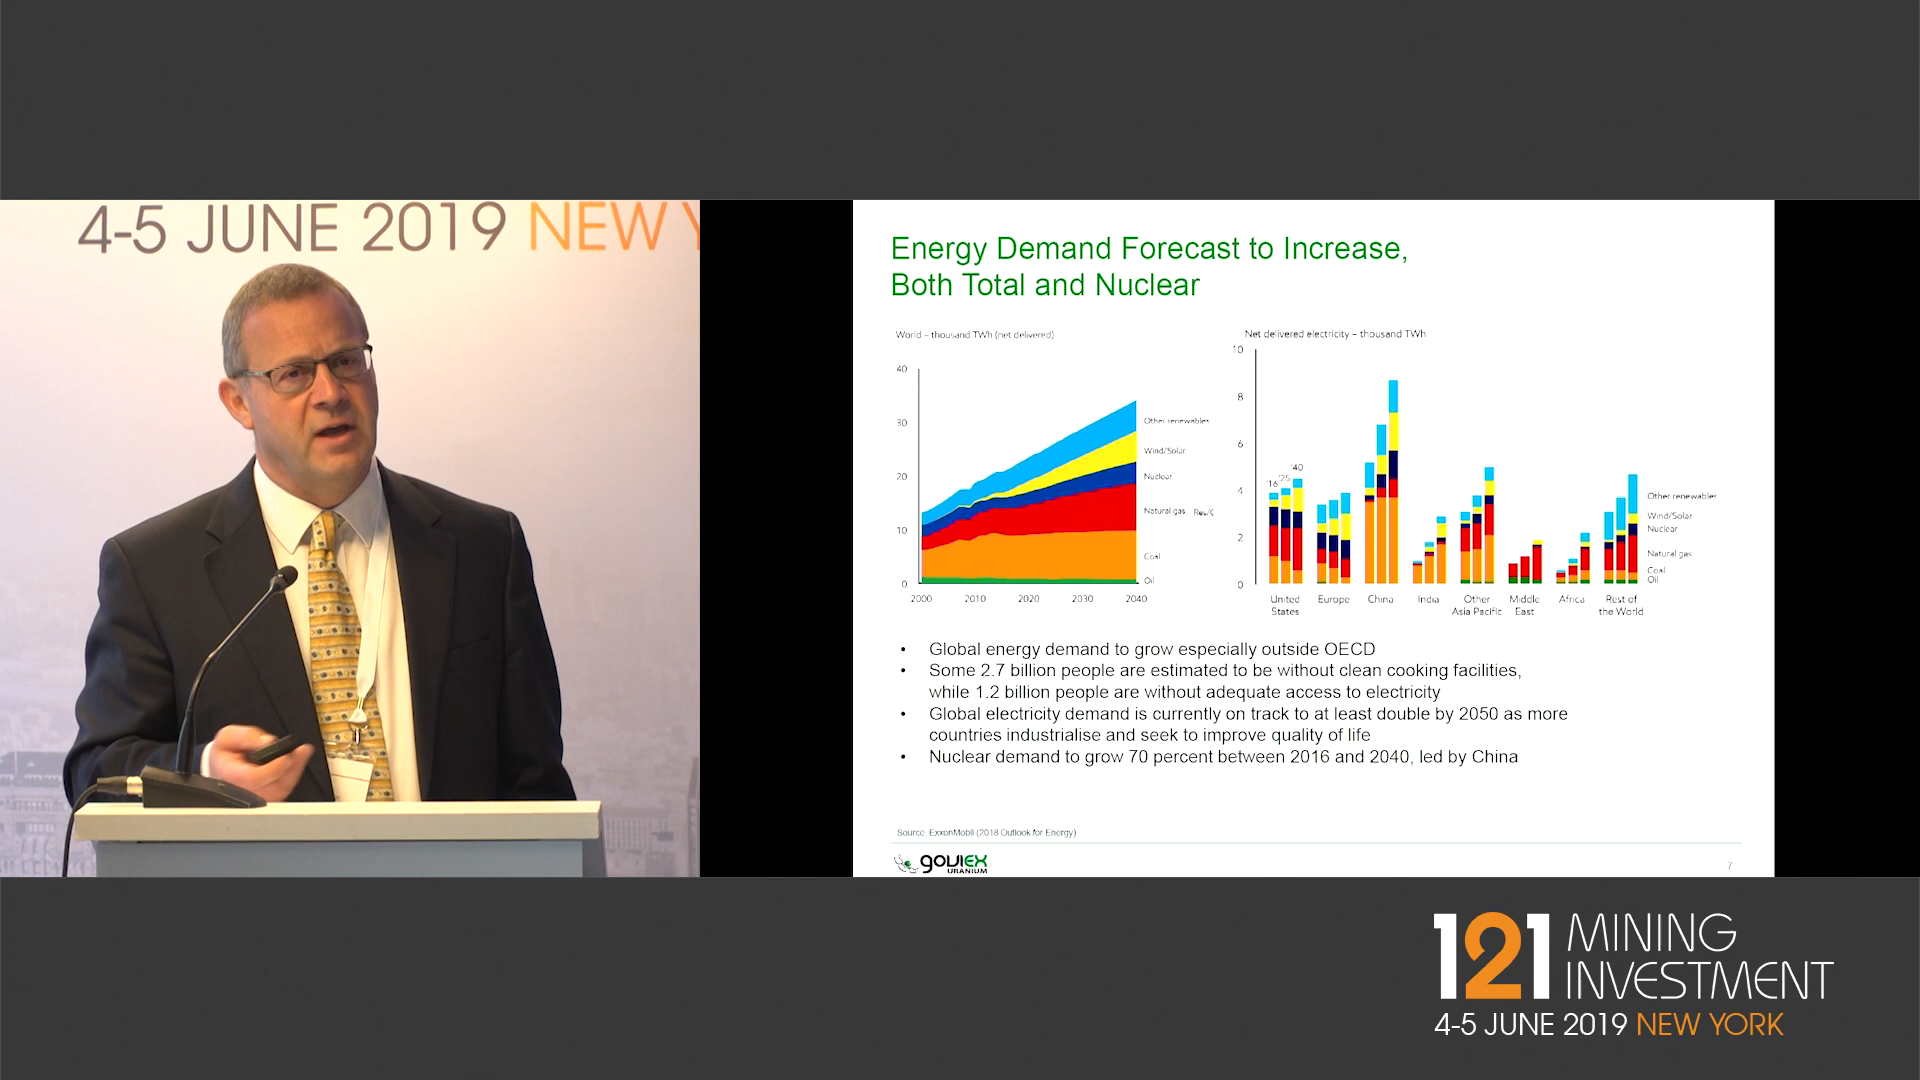 4-5 JUNE 2019 NEW Y
Energy Demand Forecast to Increase,
Both Total and Nuclear
World – thousand TWh (net delivered)
40
30
20
10
0
2000 2010 2020 2030 2040
Other renewables
Wind/Solar
Nuclear
Natural gas
Coal
Oil
Net delivered electricity – thousand TWh
10
8
6
4
2
0
'16 '25 '40
United
States
Europe
China
India
Other
Asia Pacific
Middle
East
Africa
Rest of
the World
Other renewables
Wind/Solar
Nuclear
Natural gas
Coal
Oil
• Global energy demand to grow especially outside OECD
• Some 2.7 billion people are estimated to be without clean cooking facilities,
while 1.2 billion people are without adequate access to electricity
• Global electricity demand is currently on track to at least double by 2050 as more
countries industrialise and seek to improve quality of life
• Nuclear demand to grow 70 percent between 2016 and 2040, led by China
Source: ExxonMobil (2018 Outlook for Energy)
GOVIEX
URANIUM
7
121 MINING
INVESTMENT
4-5 JUNE 2019 NEW YORK